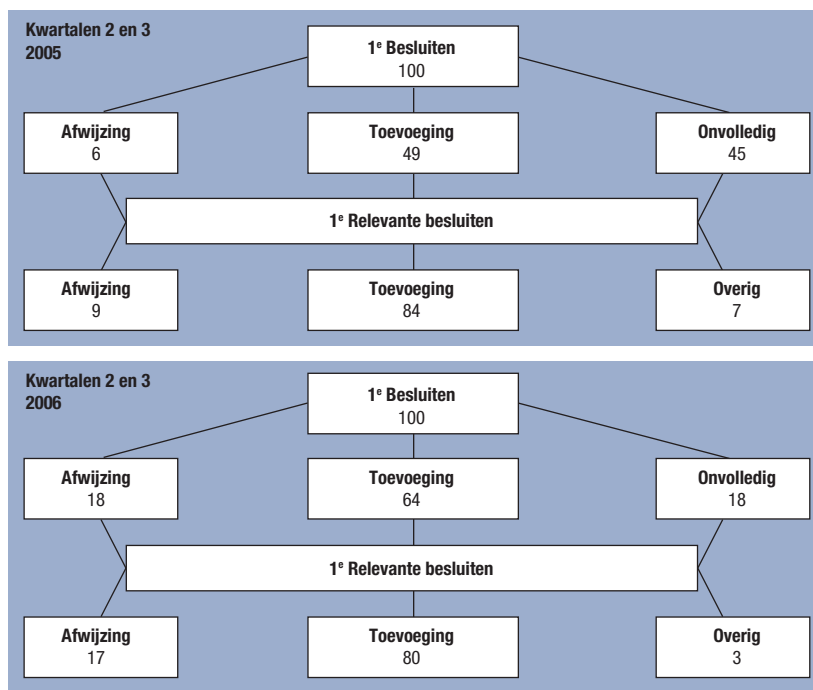 Kwartalen 2 en 3
2005
1e Besluiten
100
Afwijzing
6
Toevoeging
49
Onvolledig
45
1e Relevante besluiten
Afwijzing
9
Toevoeging
84
Overig
7
Kwartalen 2 en 3
2006
1e Besluiten
100
Afwijzing
18
Toevoeging
64
Onvolledig
18
1e Relevante besluiten
Afwijzing
17
Toevoeging
80
Overig
3